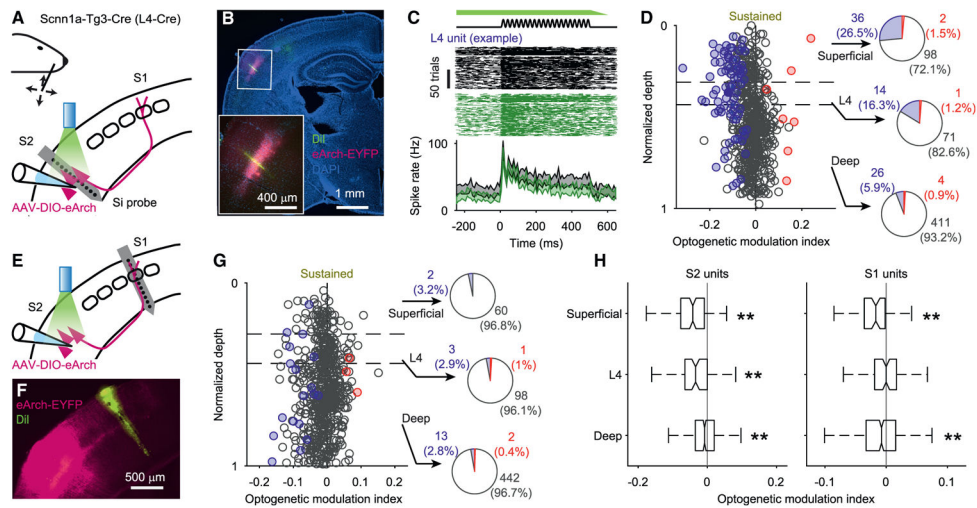 A
Scnn1a-Tg3-Cre (L4-Cre)
S1
S2
AAV-DIO-eArch
Si probe
B
DiI
eArch-EYFP
DAPI
400 µm
1 mm
C
L4 unit (example)
50 trials
100
50
0
Spike rate (Hz)
-200
0
200
400
600
Time (ms)
D
Sustained
0
1
Normalized depth
-0.4
-0.2
0
0.2
0.4
Optogenetic modulation index
36
(26.5%)
2
(1.5%)
Superficial
98
(72.1%)
14
(16.3%)
1
(1.2%)
L4
71
(82.6%)
Deep
26
(5.9%)
4
(0.9%)
411
(93.2%)
E
S1
S2
AAV-DIO-eArch
F
eArch-EYFP
DiI
500 µm
G
Sustained
0
1
Normalized depth
-0.2
-0.1
0
0.1
0.2
Optogenetic modulation index
2
(3.2%)
Superficial
60
(96.8%)
3
(2.9%)
1
(1%)
L4
98
(96.1%)
Deep
13
(2.8%)
2
(0.4%)
442
(96.7%)
H
S2 units
S1 units
Superficial
**
**
L4
**
Deep
**
**
-0.2
0
0.2
-0.1
0
0.1
Optogenetic modulation index